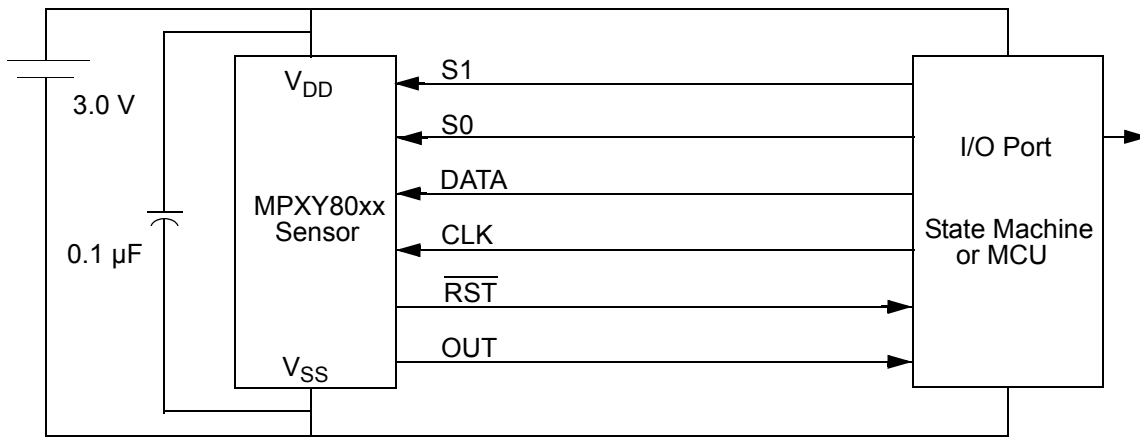 S1
V_DD
3.0 V
S0
I/O Port
DATA
MPXY80xx
Sensor
0.1 µF
CLK
State Machine
or MCU
R̅S̅T̅
OUT
V_SS